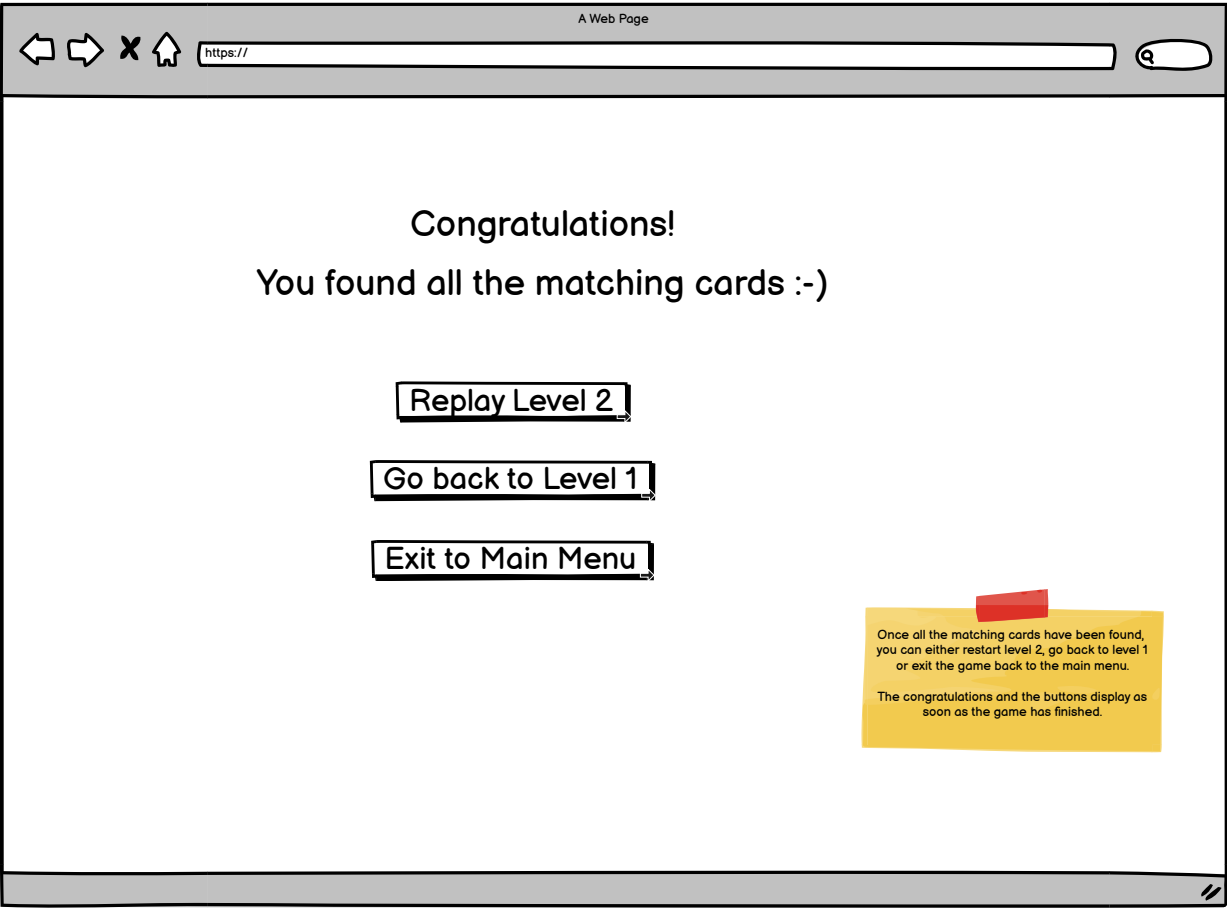 A Web Page
https://
Congratulations!
You found all the matching cards :-)
Replay Level 2
Go back to Level 1
Exit to Main Menu
Once all the matching cards have been found,
you can either restart level 2, go back to level 1
or exit the game back to the main menu.
The congratulations and the buttons display as
soon as the game has finished.